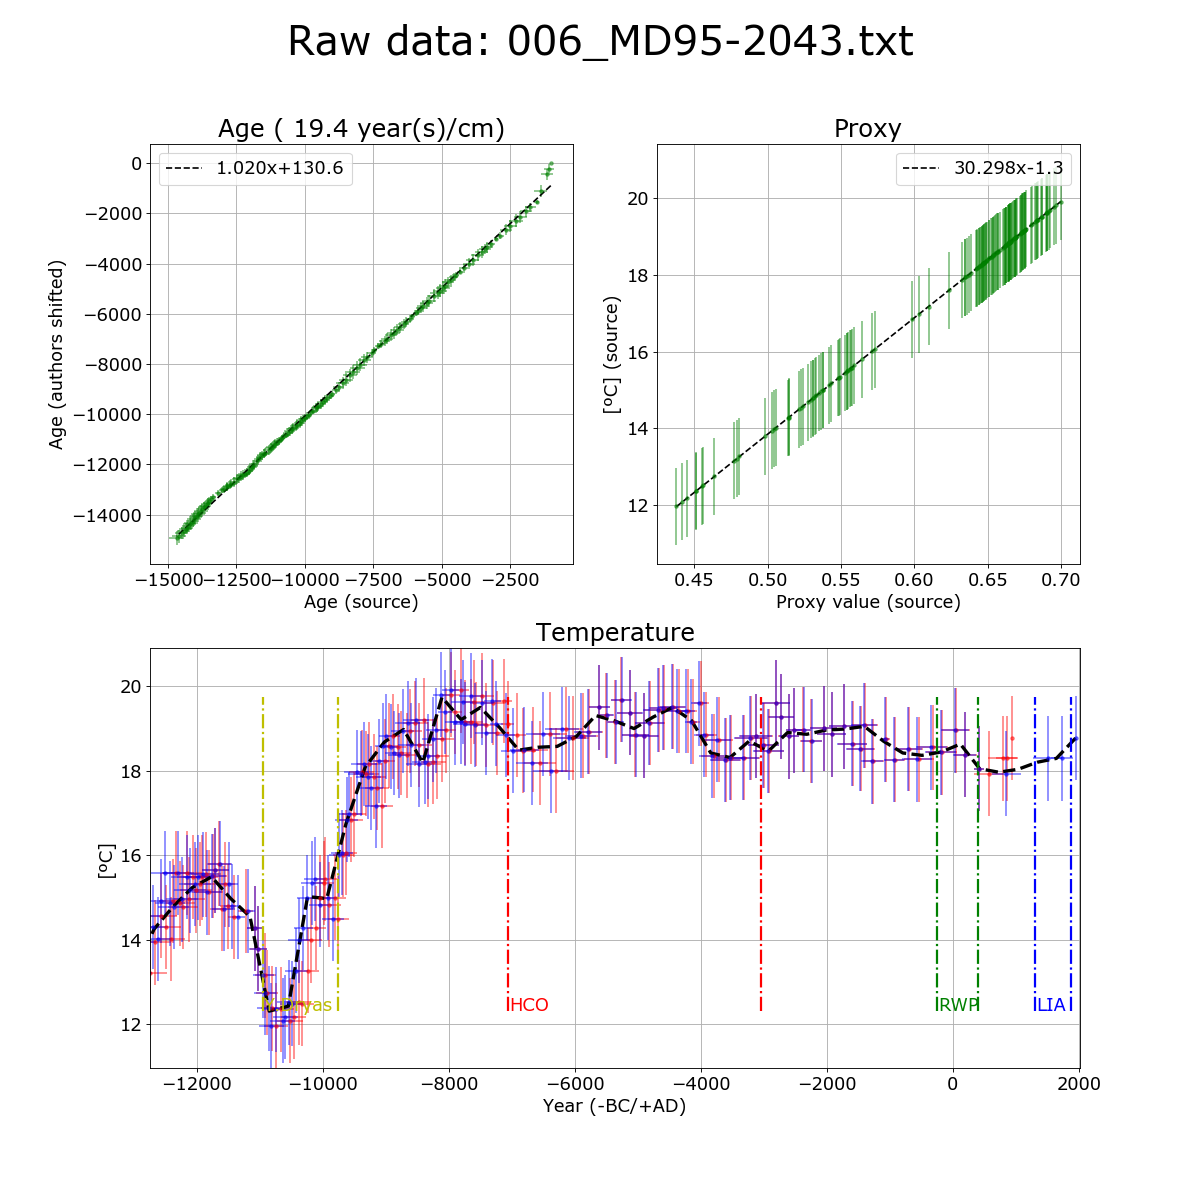 Raw data: 006_MD95-2043.txt
Age ( 19.4 year(s)/cm)
1.020x+130.6
0
−2000
−4000
−6000
−8000
−10000
−12000
−14000
Age (authors shifted)
−15000
−12500
−10000
−7500
−5000
−2500
Age (source)
Proxy
30.298x-1.3
20
18
16
14
12
[ºC] (source)
0.45
0.50
0.55
0.60
0.65
0.70
Proxy value (source)
Temperature
20
18
16
14
12
[ºC]
HCO
RWP
LIA
−12000
−10000
−8000
−6000
−4000
−2000
0
2000
Year (-BC/+AD)